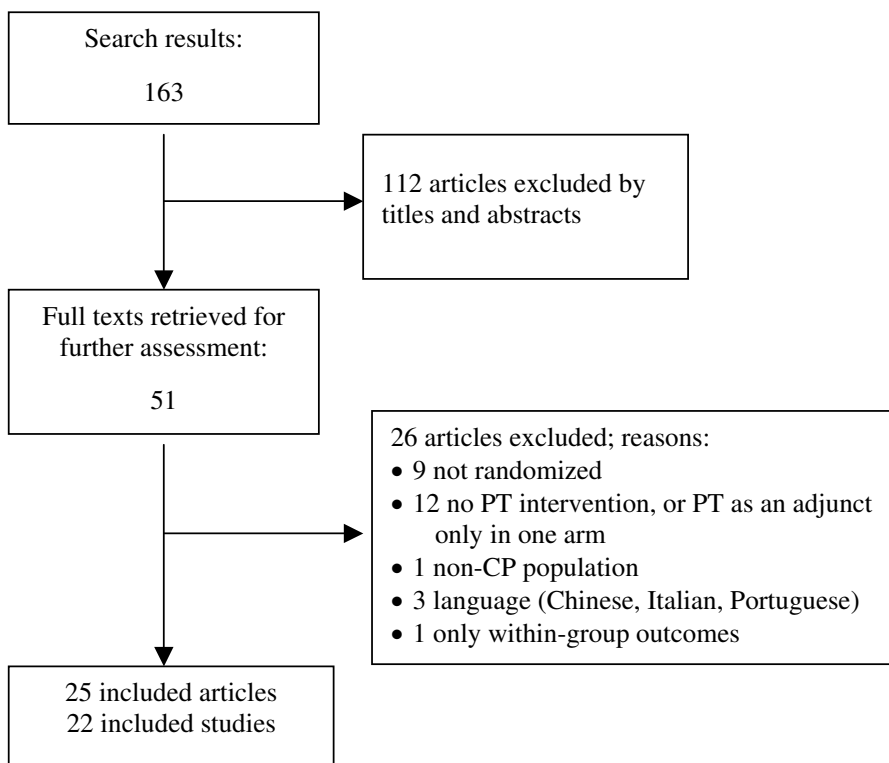 Search results:
163
112 articles excluded by
titles and abstracts
Full texts retrieved for
further assessment:
51
26 articles excluded; reasons:
• 9 not randomized
• 12 no PT intervention, or PT as an adjunct
only in one arm
• 1 non-CP population
• 3 language (Chinese, Italian, Portuguese)
• 1 only within-group outcomes
25 included articles
22 included studies